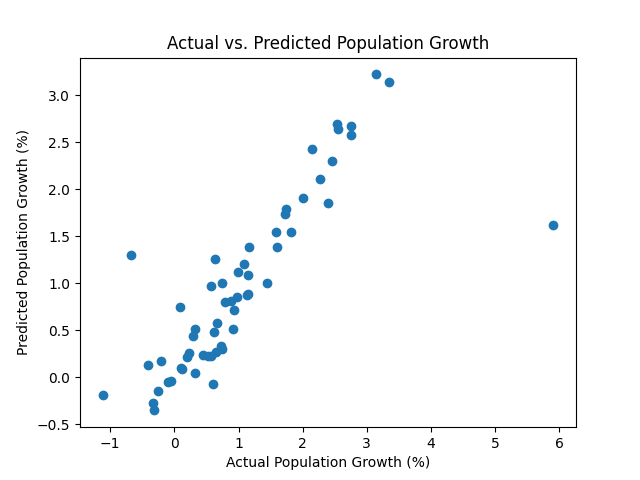 Actual vs. Predicted Population Growth
Predicted Population Growth (%)
3.0
2.5
2.0
1.5
1.0
0.5
0.0
−0.5
−1 0 1 2 3 4 5 6
Actual Population Growth (%)